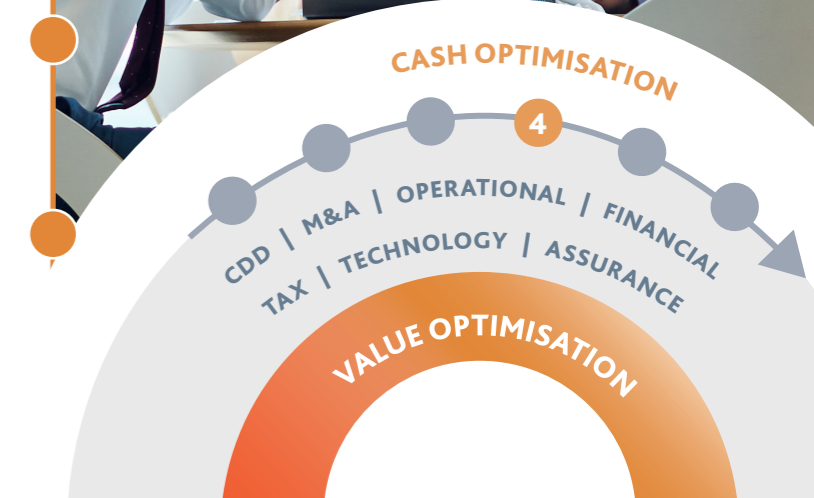 CASH OPTIMISATION
4
CDD | M&A | OPERATIONAL | FINANCIAL
TAX | TECHNOLOGY | ASSURANCE
VALUE OPTIMISATION